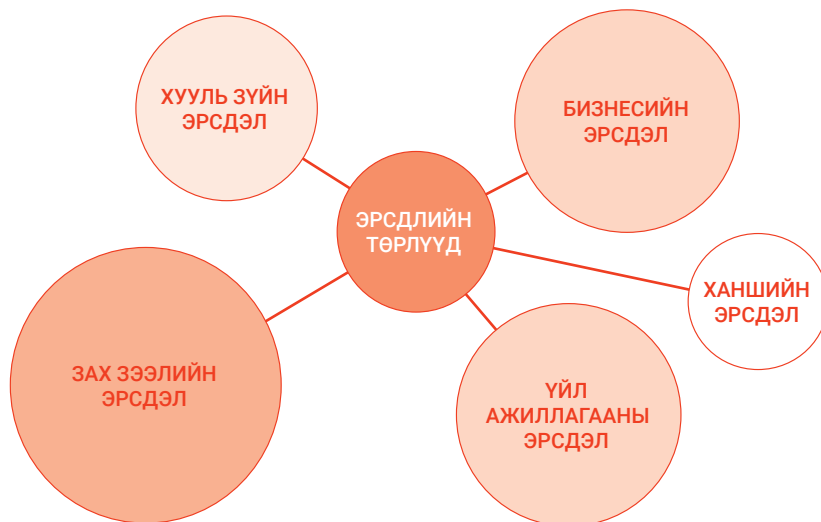 ХУУЛЬ ЗҮЙН
ЭРСДЭЛ
БИЗНЕСИЙН
ЭРСДЭЛ
ЭРСДЛИЙН
ТӨРЛҮҮД
ХАНШИЙН
ЭРСДЭЛ
ЗАХ ЗЭЭЛИЙН
ЭРСДЭЛ
ҮЙЛ
АЖИЛЛАГААНЫ
ЭРСДЭЛ